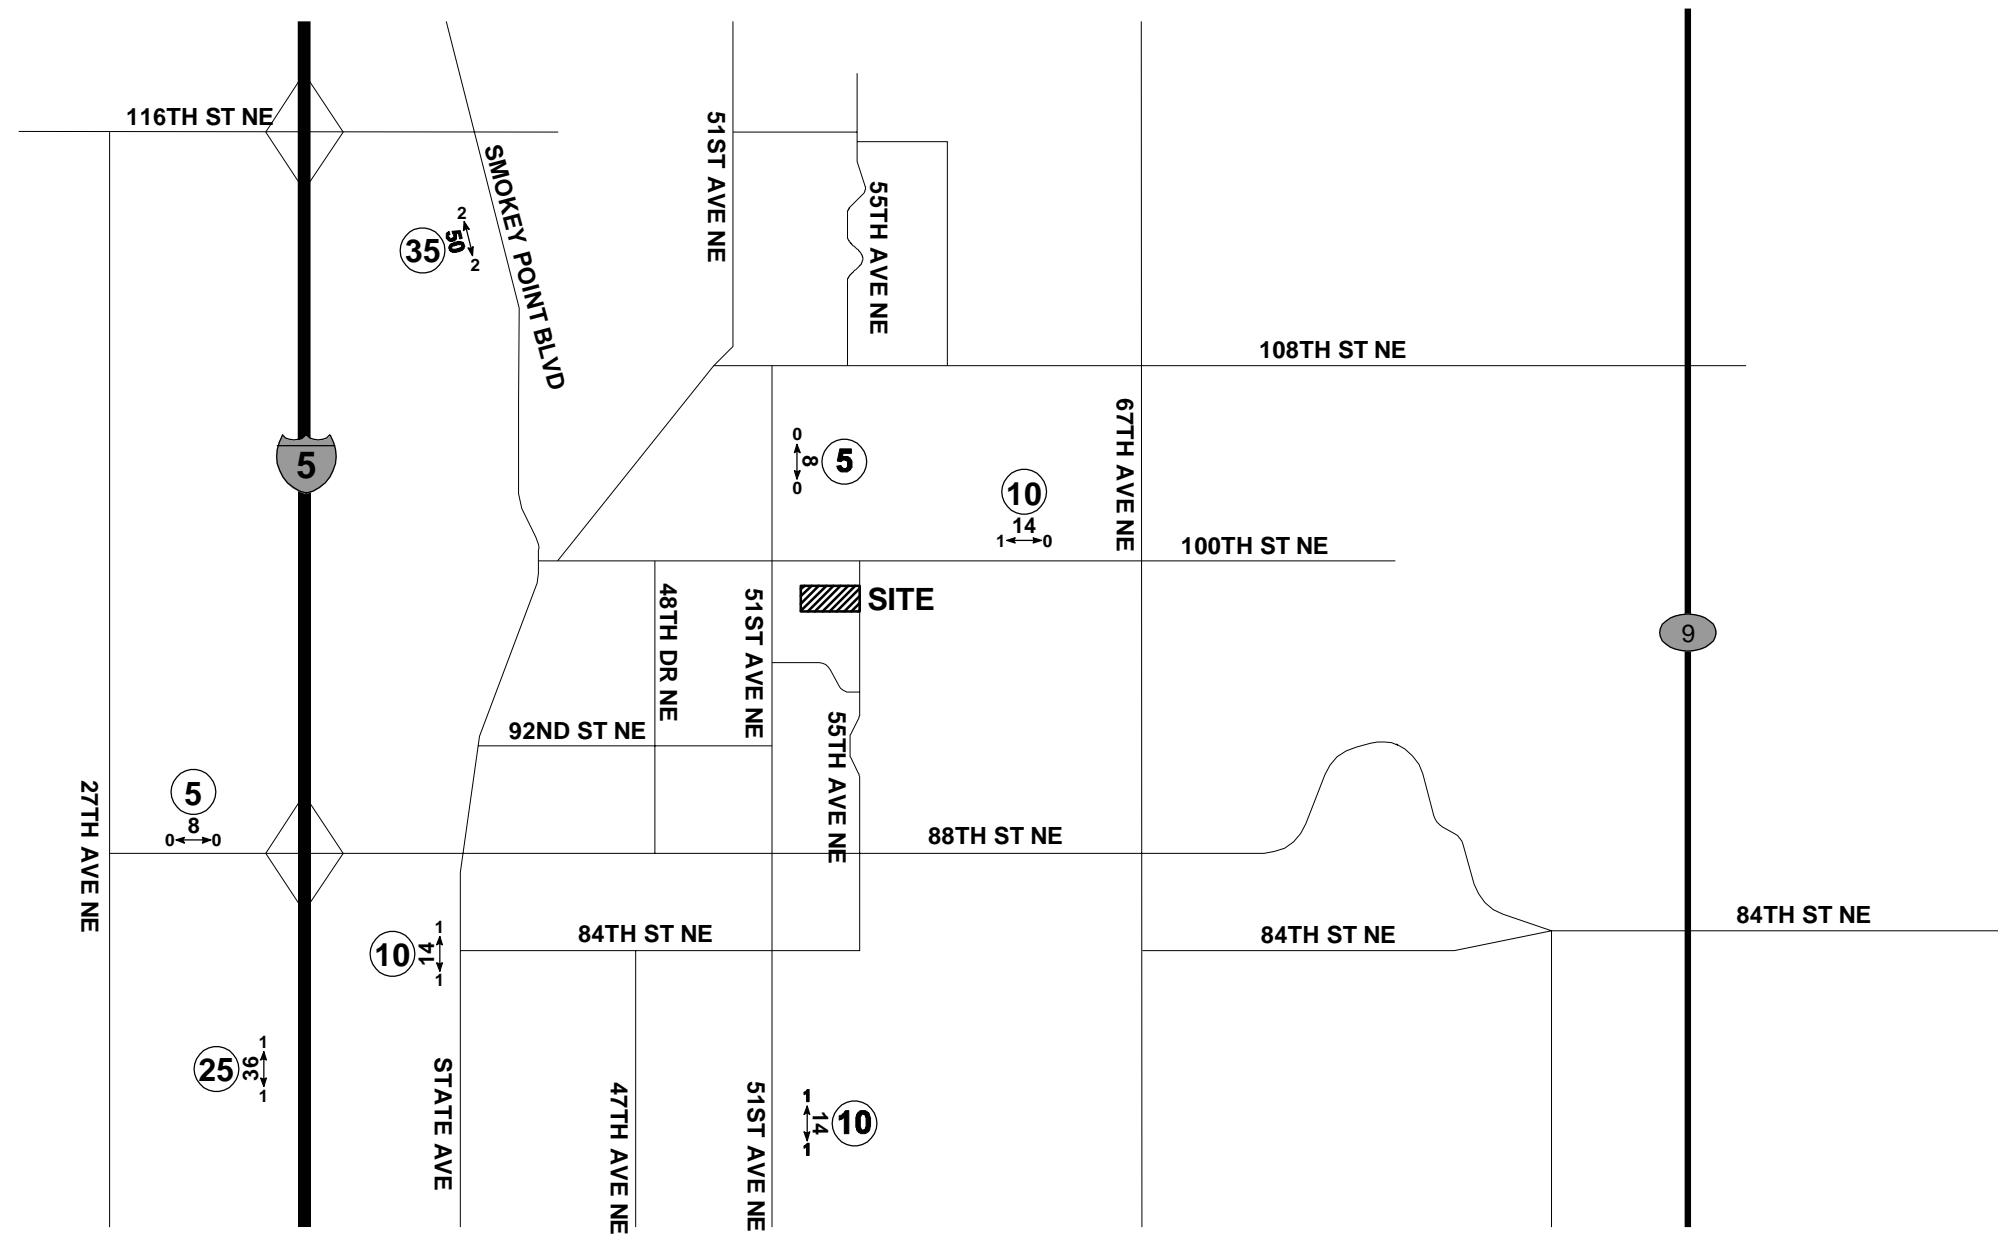 116TH ST NE
51ST AVE NE
SMOKEY POINT BLVD
55TH AVE NE
2
50
2
35
108TH ST NE
67TH AVE NE
5
0
8
0
5
10
14
1 0
100TH ST NE
SITE
48TH DR NE
51ST AVE NE
9
92ND ST NE
55TH AVE NE
27TH AVE NE
5
8
0 0
88TH ST NE
84TH ST NE
84TH ST NE
84TH ST NE
10
1
14
1
25
1
36
1
STATE AVE
47TH AVE NE
51ST AVE NE
1
14
1
10